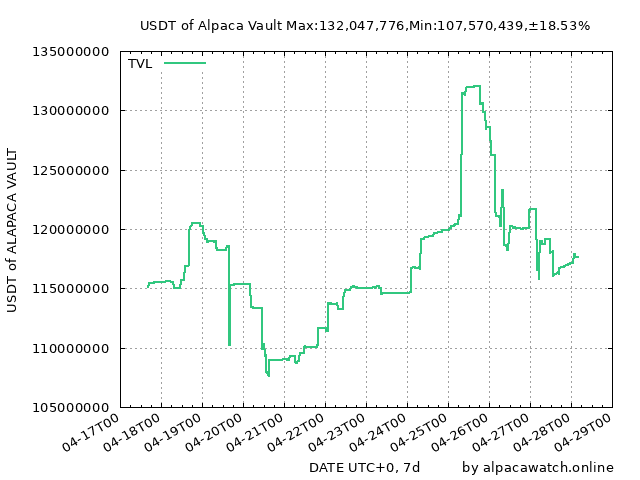 USDT of Alpaca Vault Max:132,047,776,Min:107,570,439,±18.53%
TVL
135000000
130000000
125000000
120000000
115000000
110000000
105000000
USDT of ALAPACA VAULT
04-17T00
04-18T00
04-19T00
04-20T00
04-21T00
04-22T00
04-23T00
04-24T00
04-25T00
04-26T00
04-27T00
04-28T00
04-29T00
DATE UTC+0, 7d
by alpacawatch.online